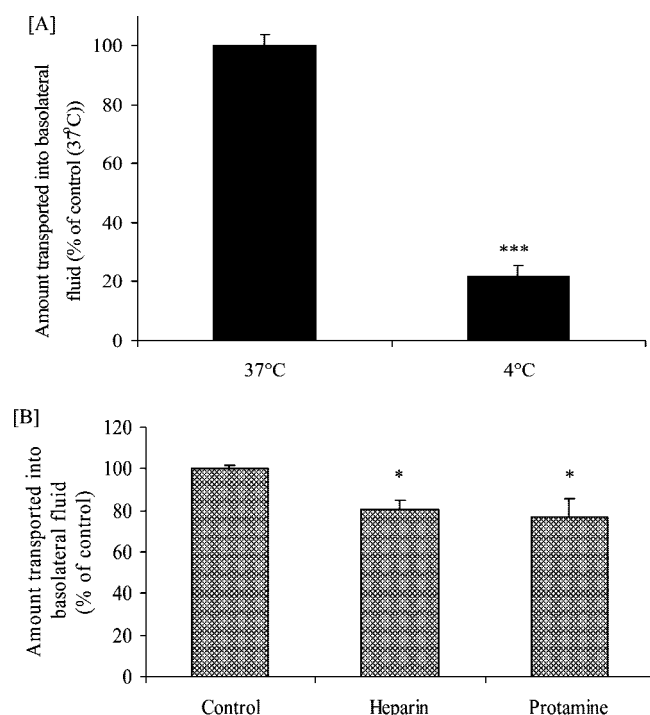 [A]
Amount transported into basolateral
fluid (% of control (37°C))
100
80
60
40
20
0
***
37°C
4°C
[B]
Amount transported into
basolateral fluid
(% of control)
120
100
80
60
40
20
0
*
*
Control
Heparin
Protamine